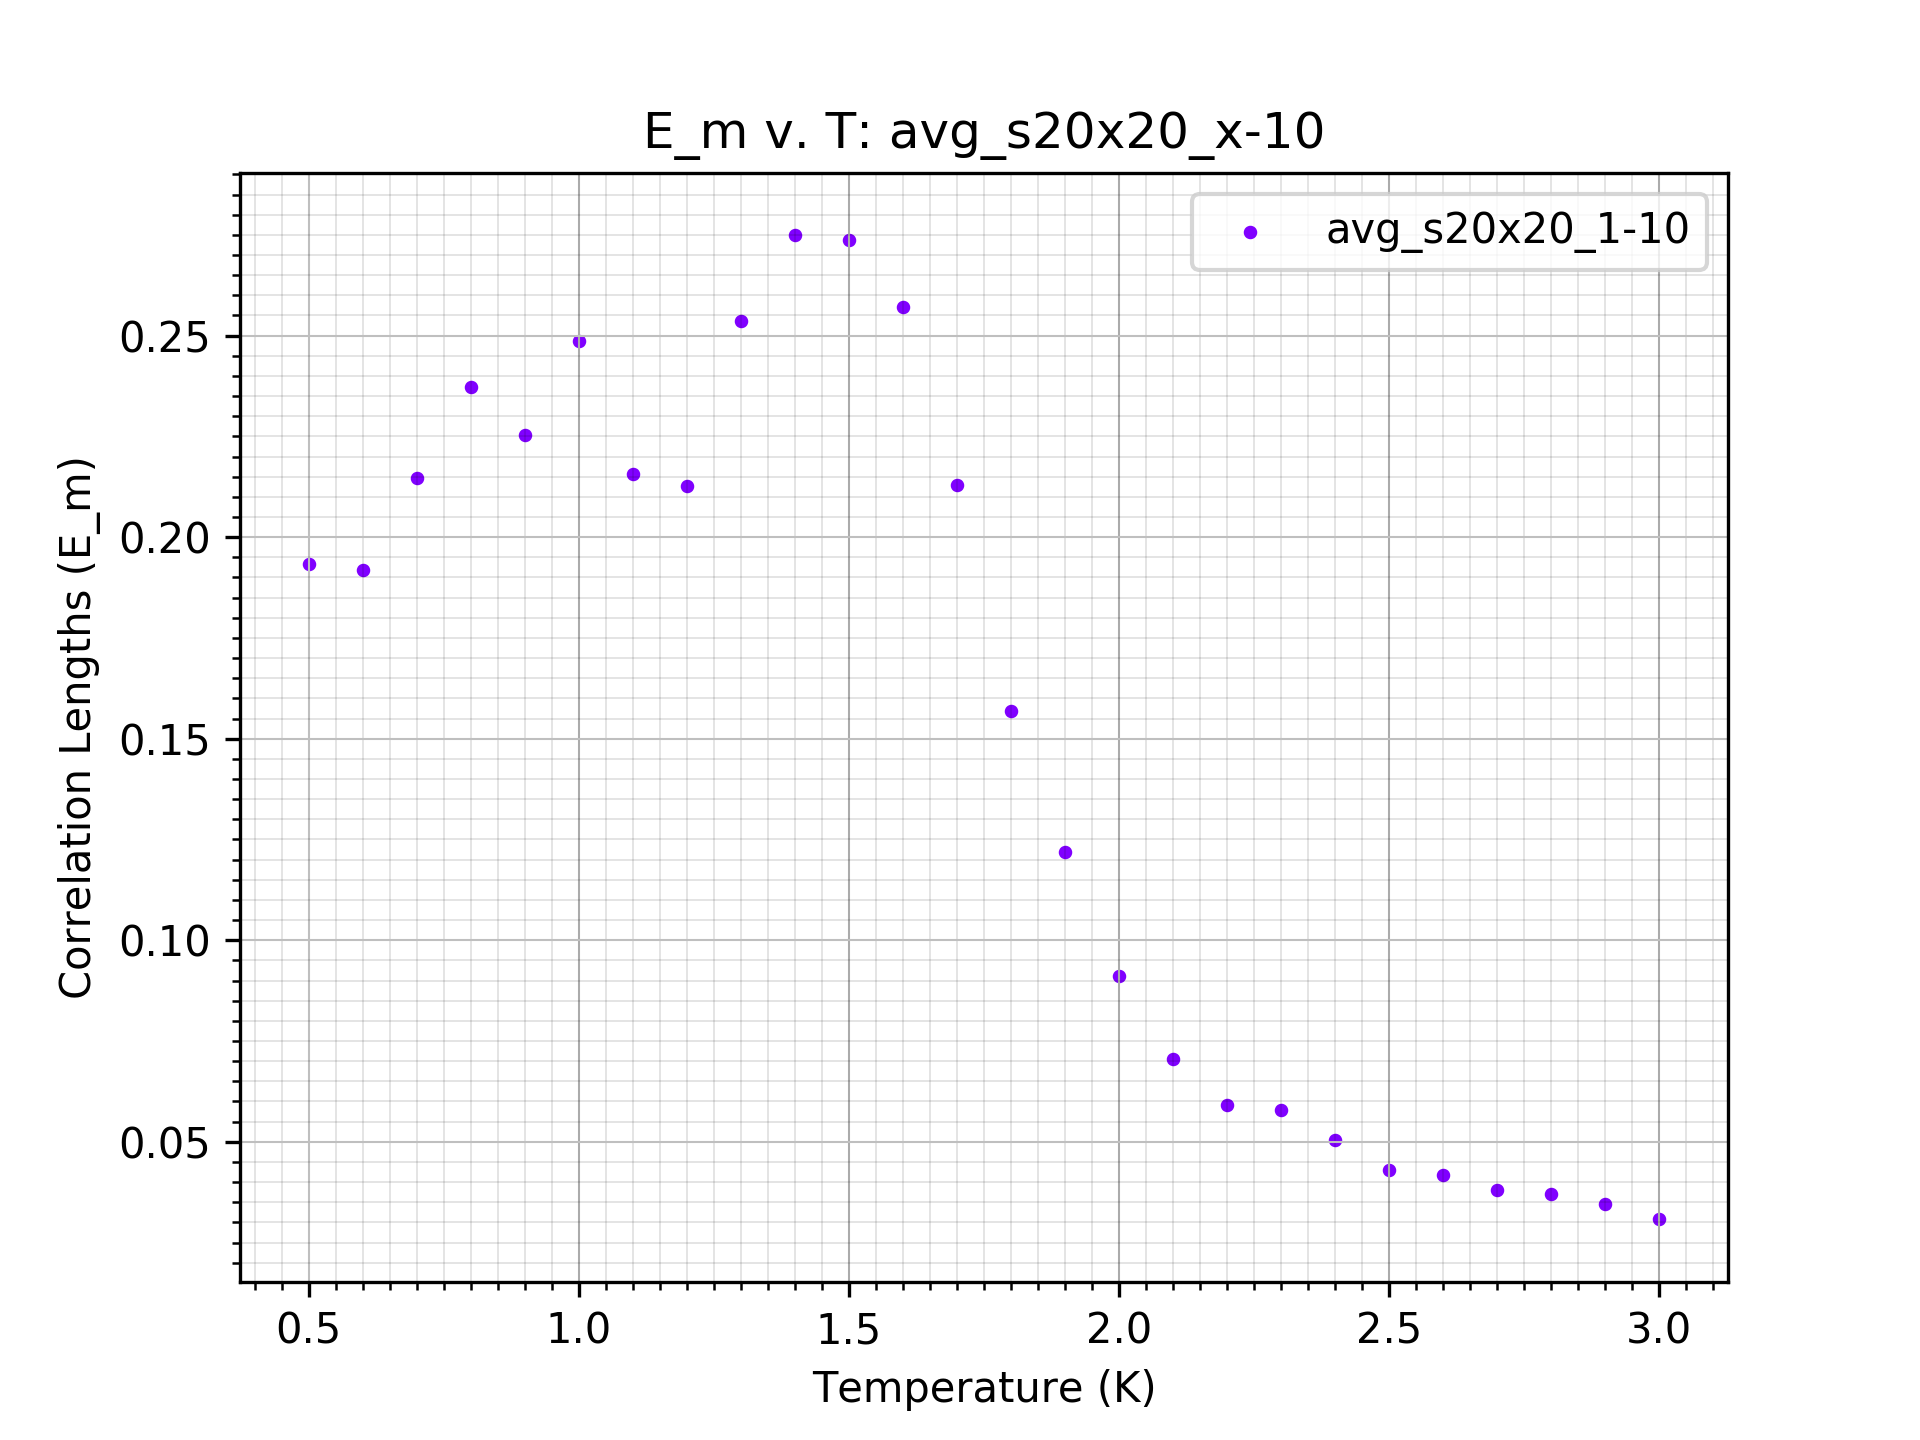 E_m v. T: avg_s20x20_x-10
avg_s20x20_1-10
Correlation Lengths (E_m)
0.25
0.20
0.15
0.10
0.05
0.5 1.0 1.5 2.0 2.5 3.0
Temperature (K)